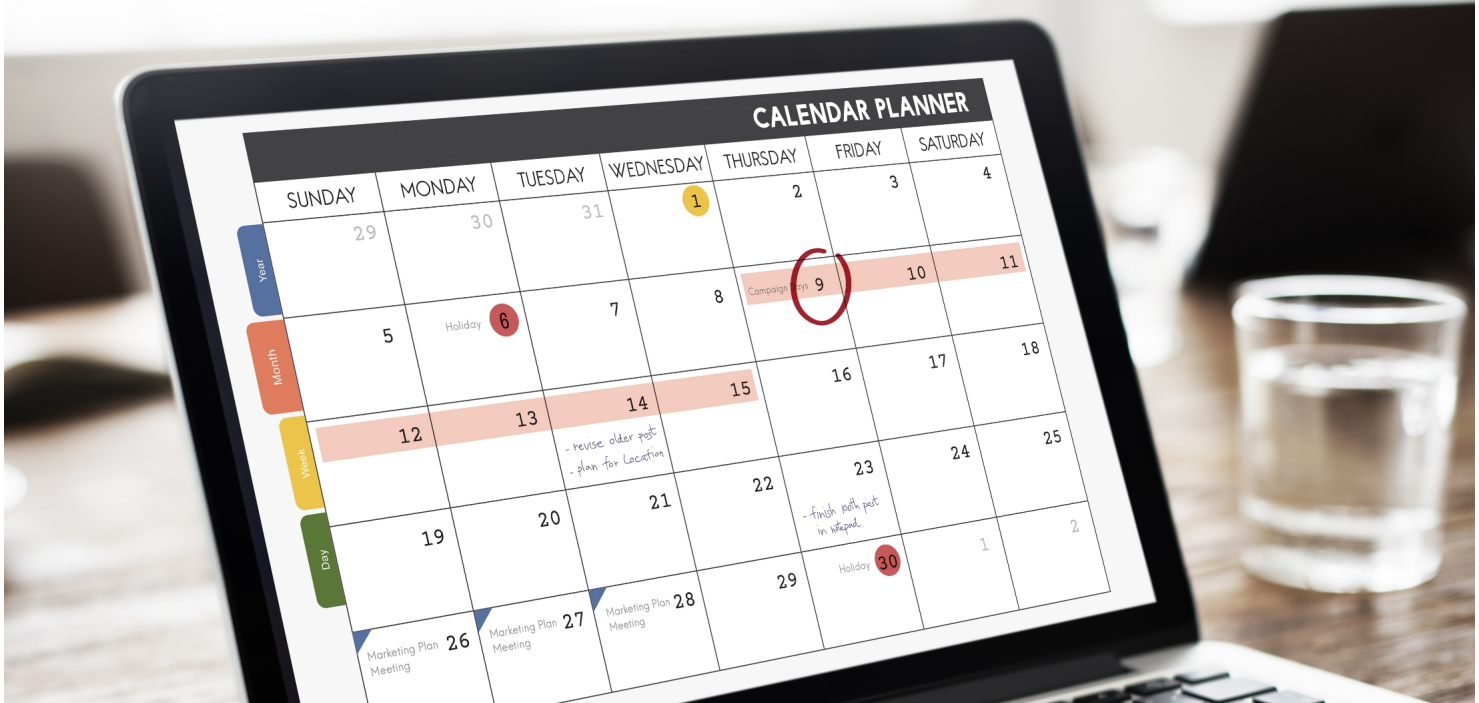 CALENDAR PLANNER
SUNDAY MONDAY TUESDAY WEDNESDAY THURSDAY FRIDAY SATURDAY
29 30 31 1 2 3 4
Year
5 Holiday 6 7 8 Campaign Days 9 10 11
Month
12 13 14 15 16 17 18
- revise older post
- plan for Location
Week
19 20 21 22 23 24 25
- finish 100th post
in notepad
Day
Marketing Plan 26 Marketing Plan 27 Marketing Plan 28 29 Holiday 30 1 2
Meeting Meeting Meeting